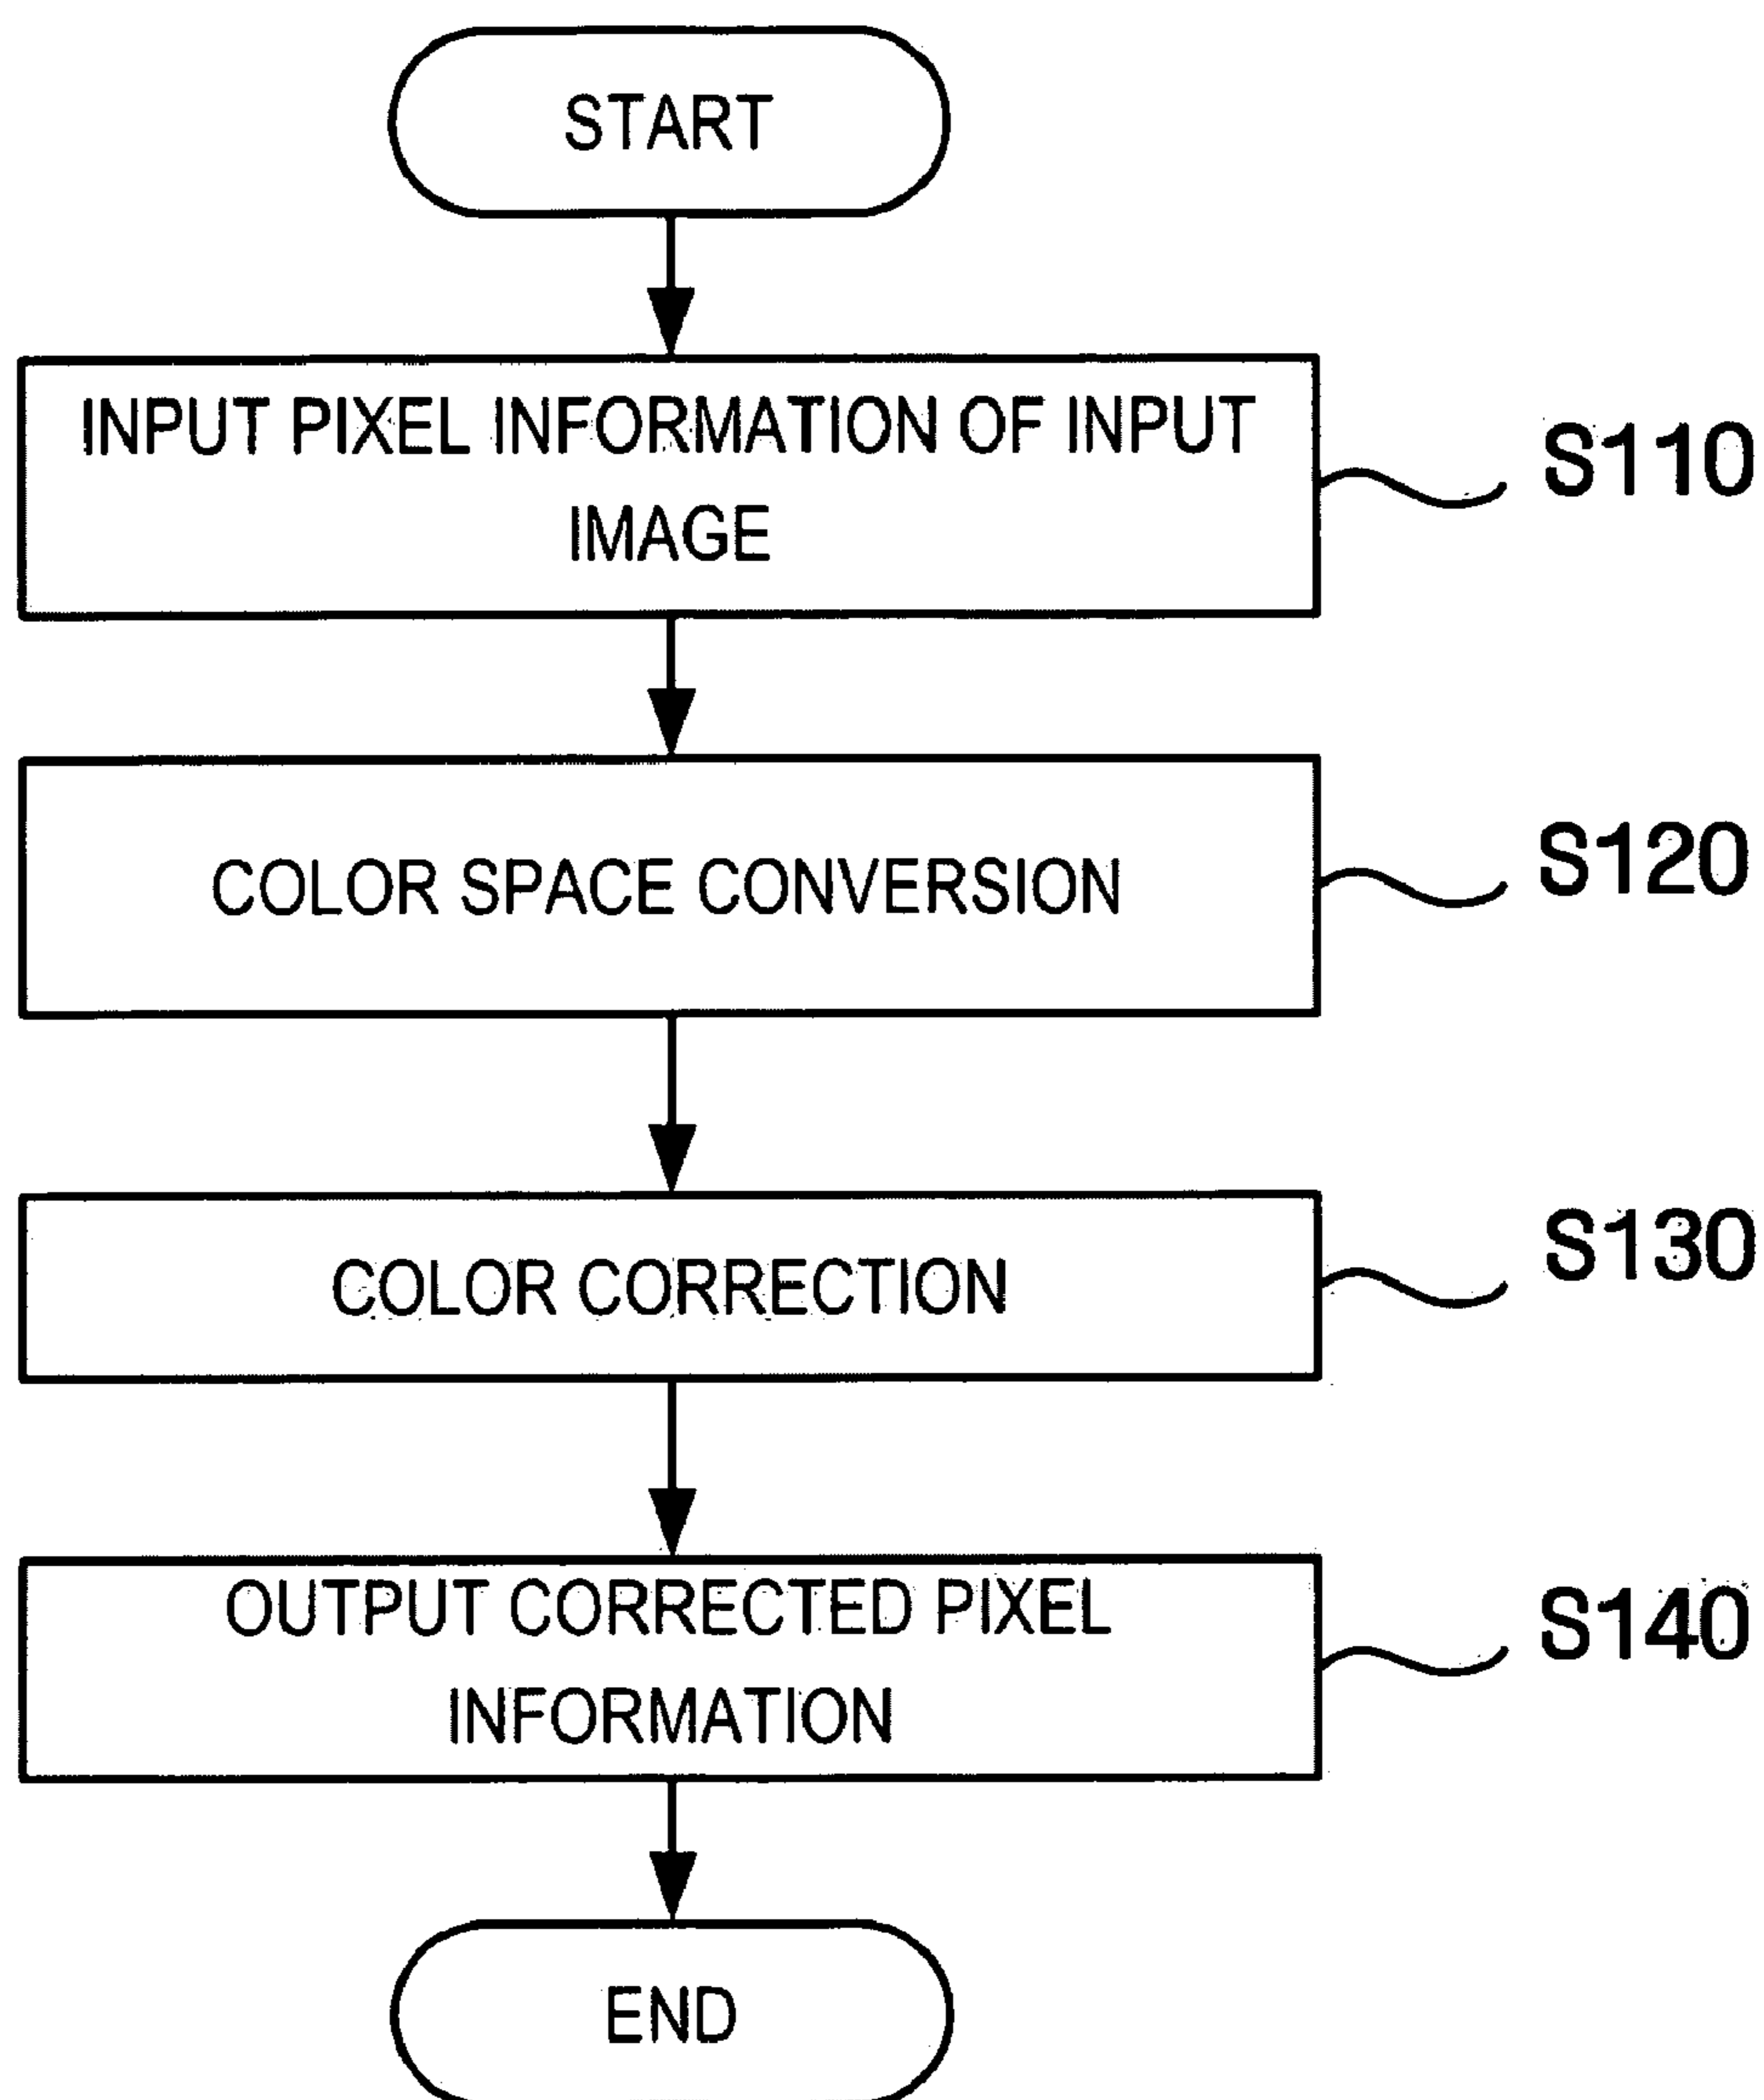 START
INPUT PIXEL INFORMATION OF INPUT
IMAGE
S110
COLOR SPACE CONVERSION
S120
COLOR CORRECTION
S130
OUTPUT CORRECTED PIXEL
INFORMATION
S140
END